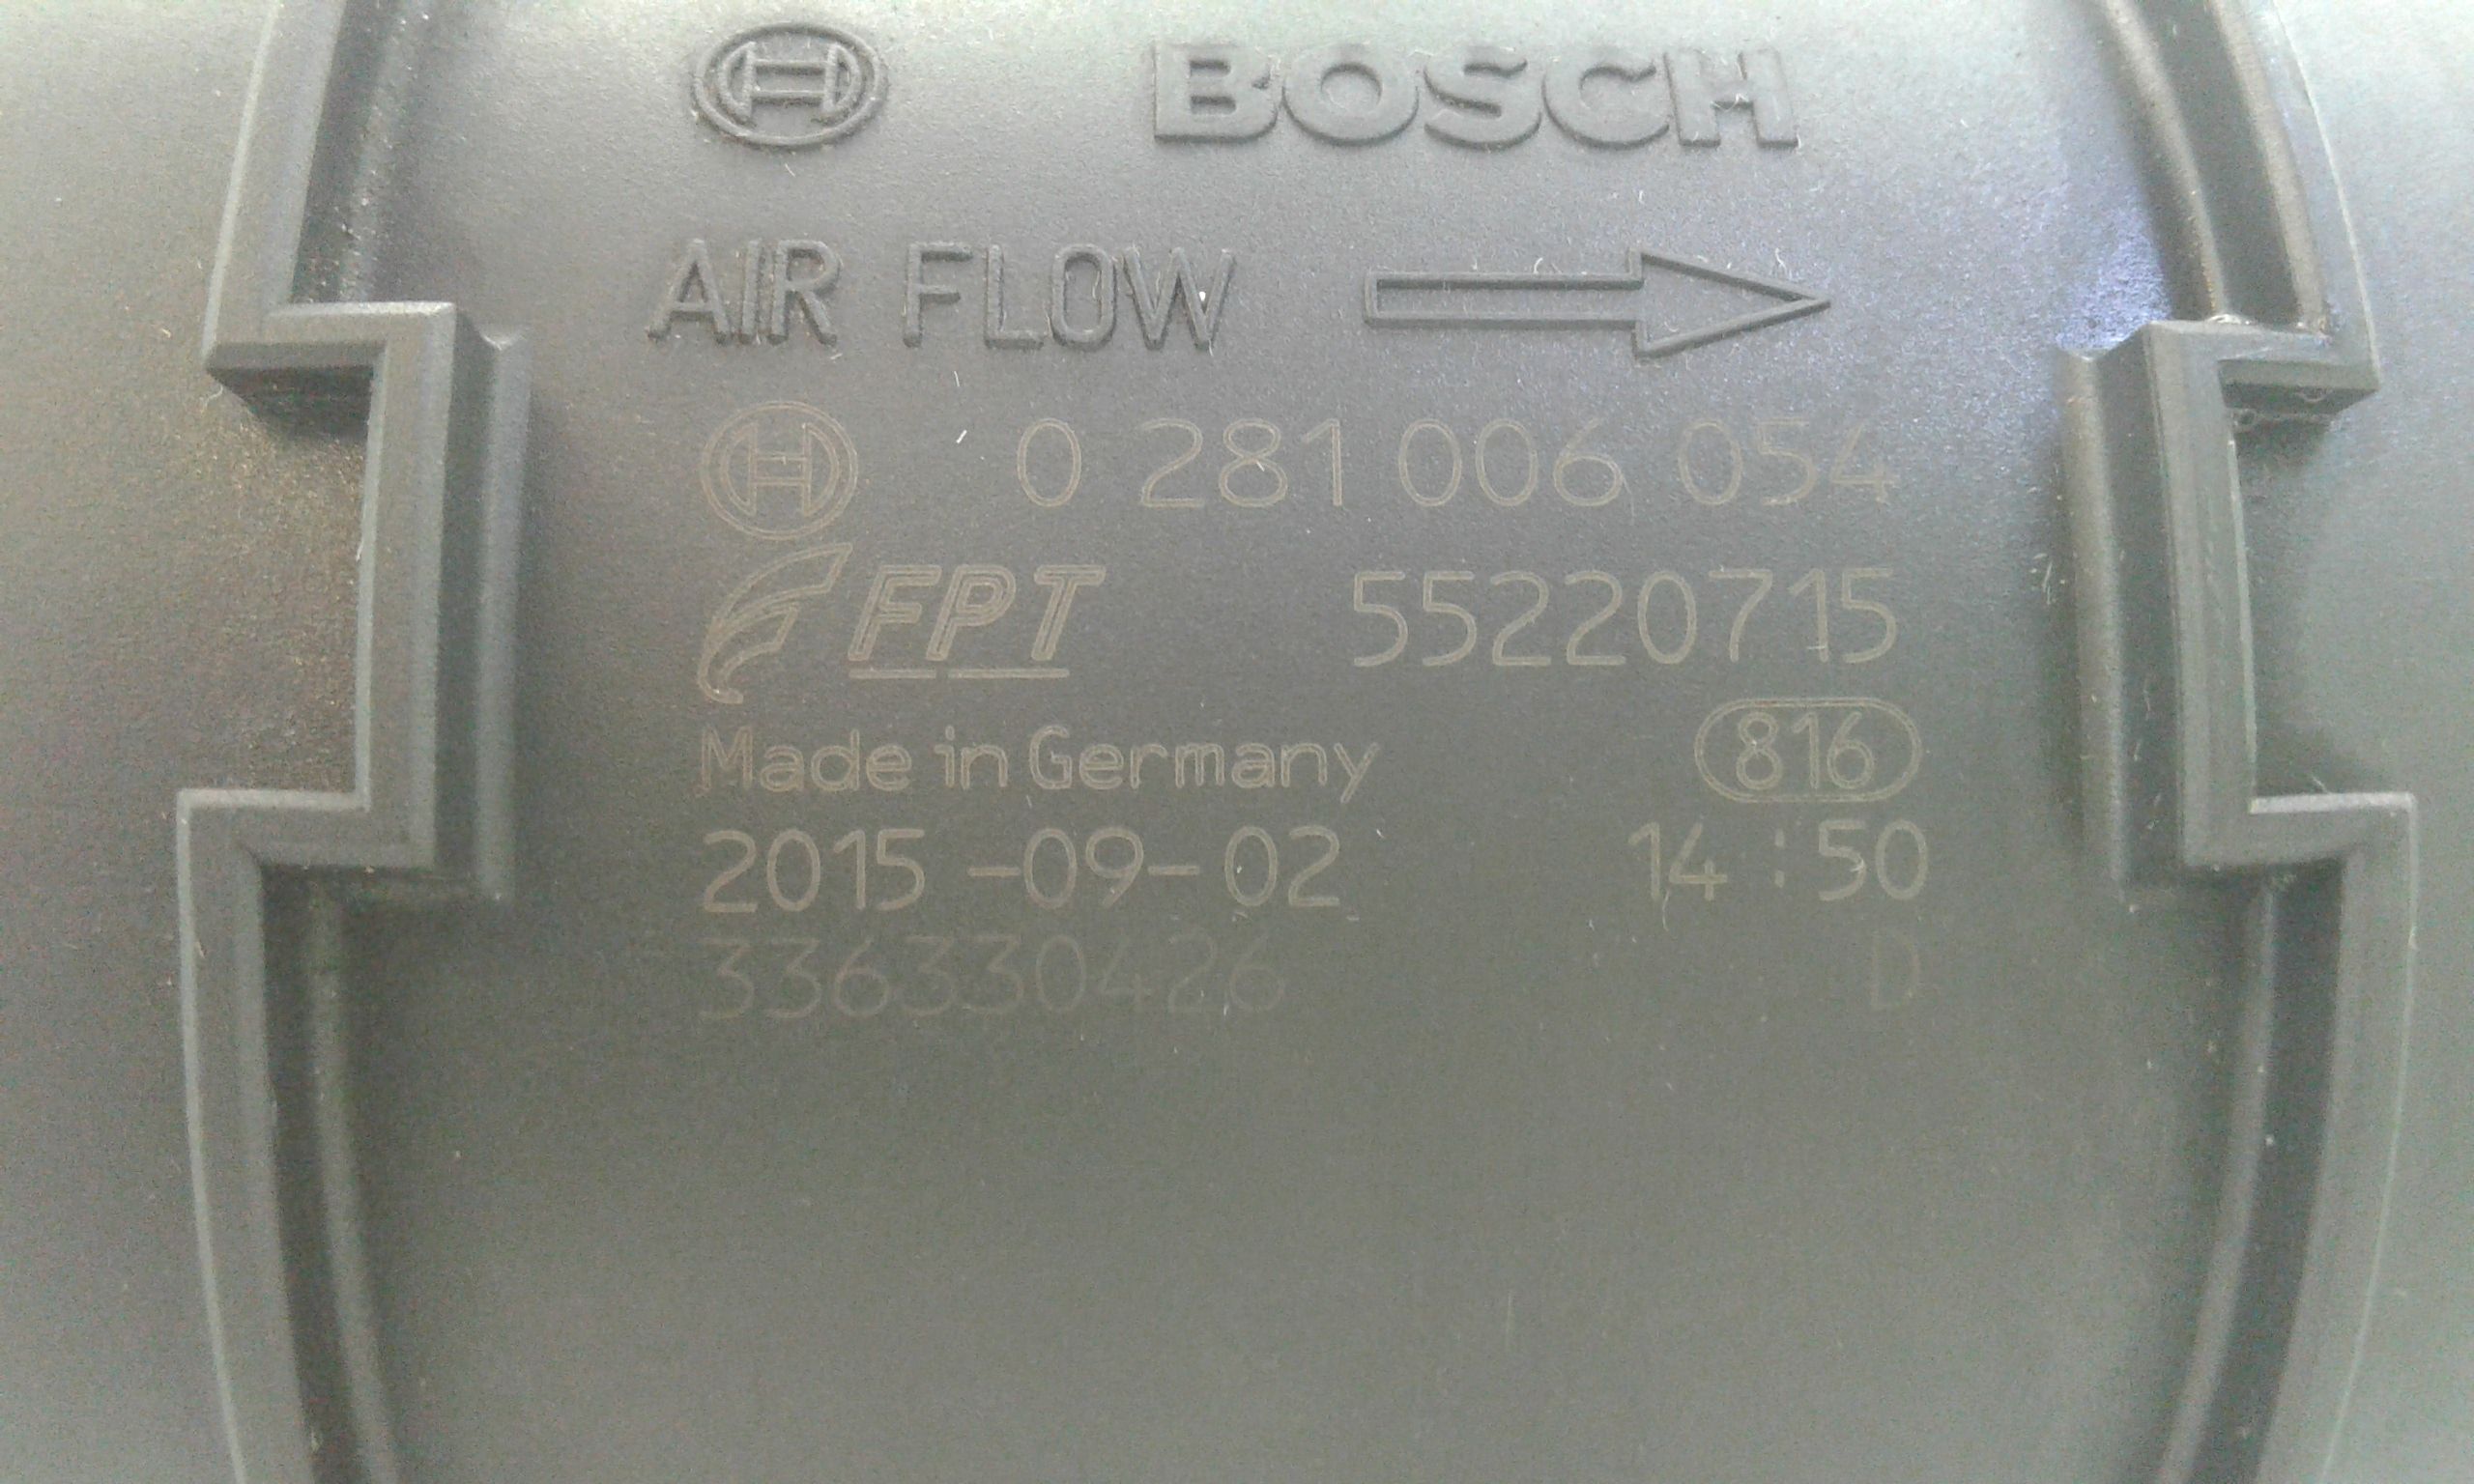 BOSCH
AIR FLOW
0 281 006 054
FPT 55220715
Made in Germany 816
2015-09-02 14:50
336330426 D